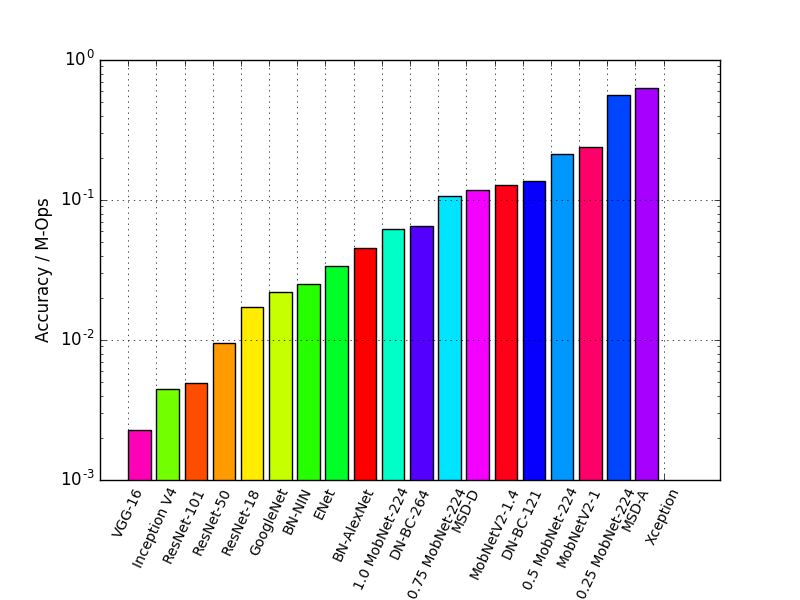 10^0
10^-1
10^-2
10^-3
Accuracy / M-Ops
VGG-16
Inception V4
ResNet-101
ResNet-50
ResNet-18
GoogleNet
BN-NIN
ENet
BN-AlexNet
1.0 MobNet-224
DN-BC-264
0.75 MobNet-224
MSD-D
MobNetV2-1.4
DN-BC-121
0.5 MobNet-224
MobNetV2-1
0.25 MobNet-224
MSD-A
Xception